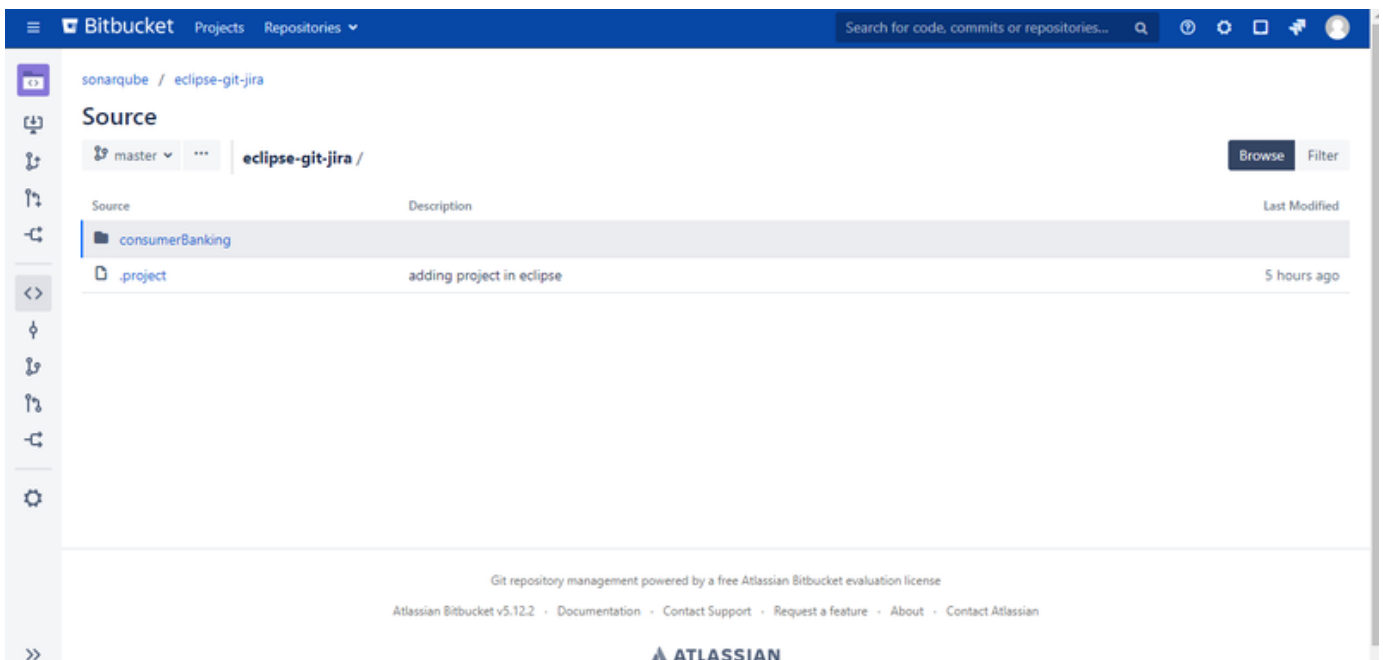 Bitbucket Projects Repositories Search for code, commits or repositories...
sonarqube / eclipse-git-jira
Source
master ... eclipse-git-jira / Browse Filter
Source Description Last Modified
consumerBanking
.project adding project in eclipse 5 hours ago
Git repository management powered by a free Atlassian Bitbucket evaluation license
Atlassian Bitbucket v5.12.2 · Documentation · Contact Support · Request a feature · About · Contact Atlassian
ATLASSIAN